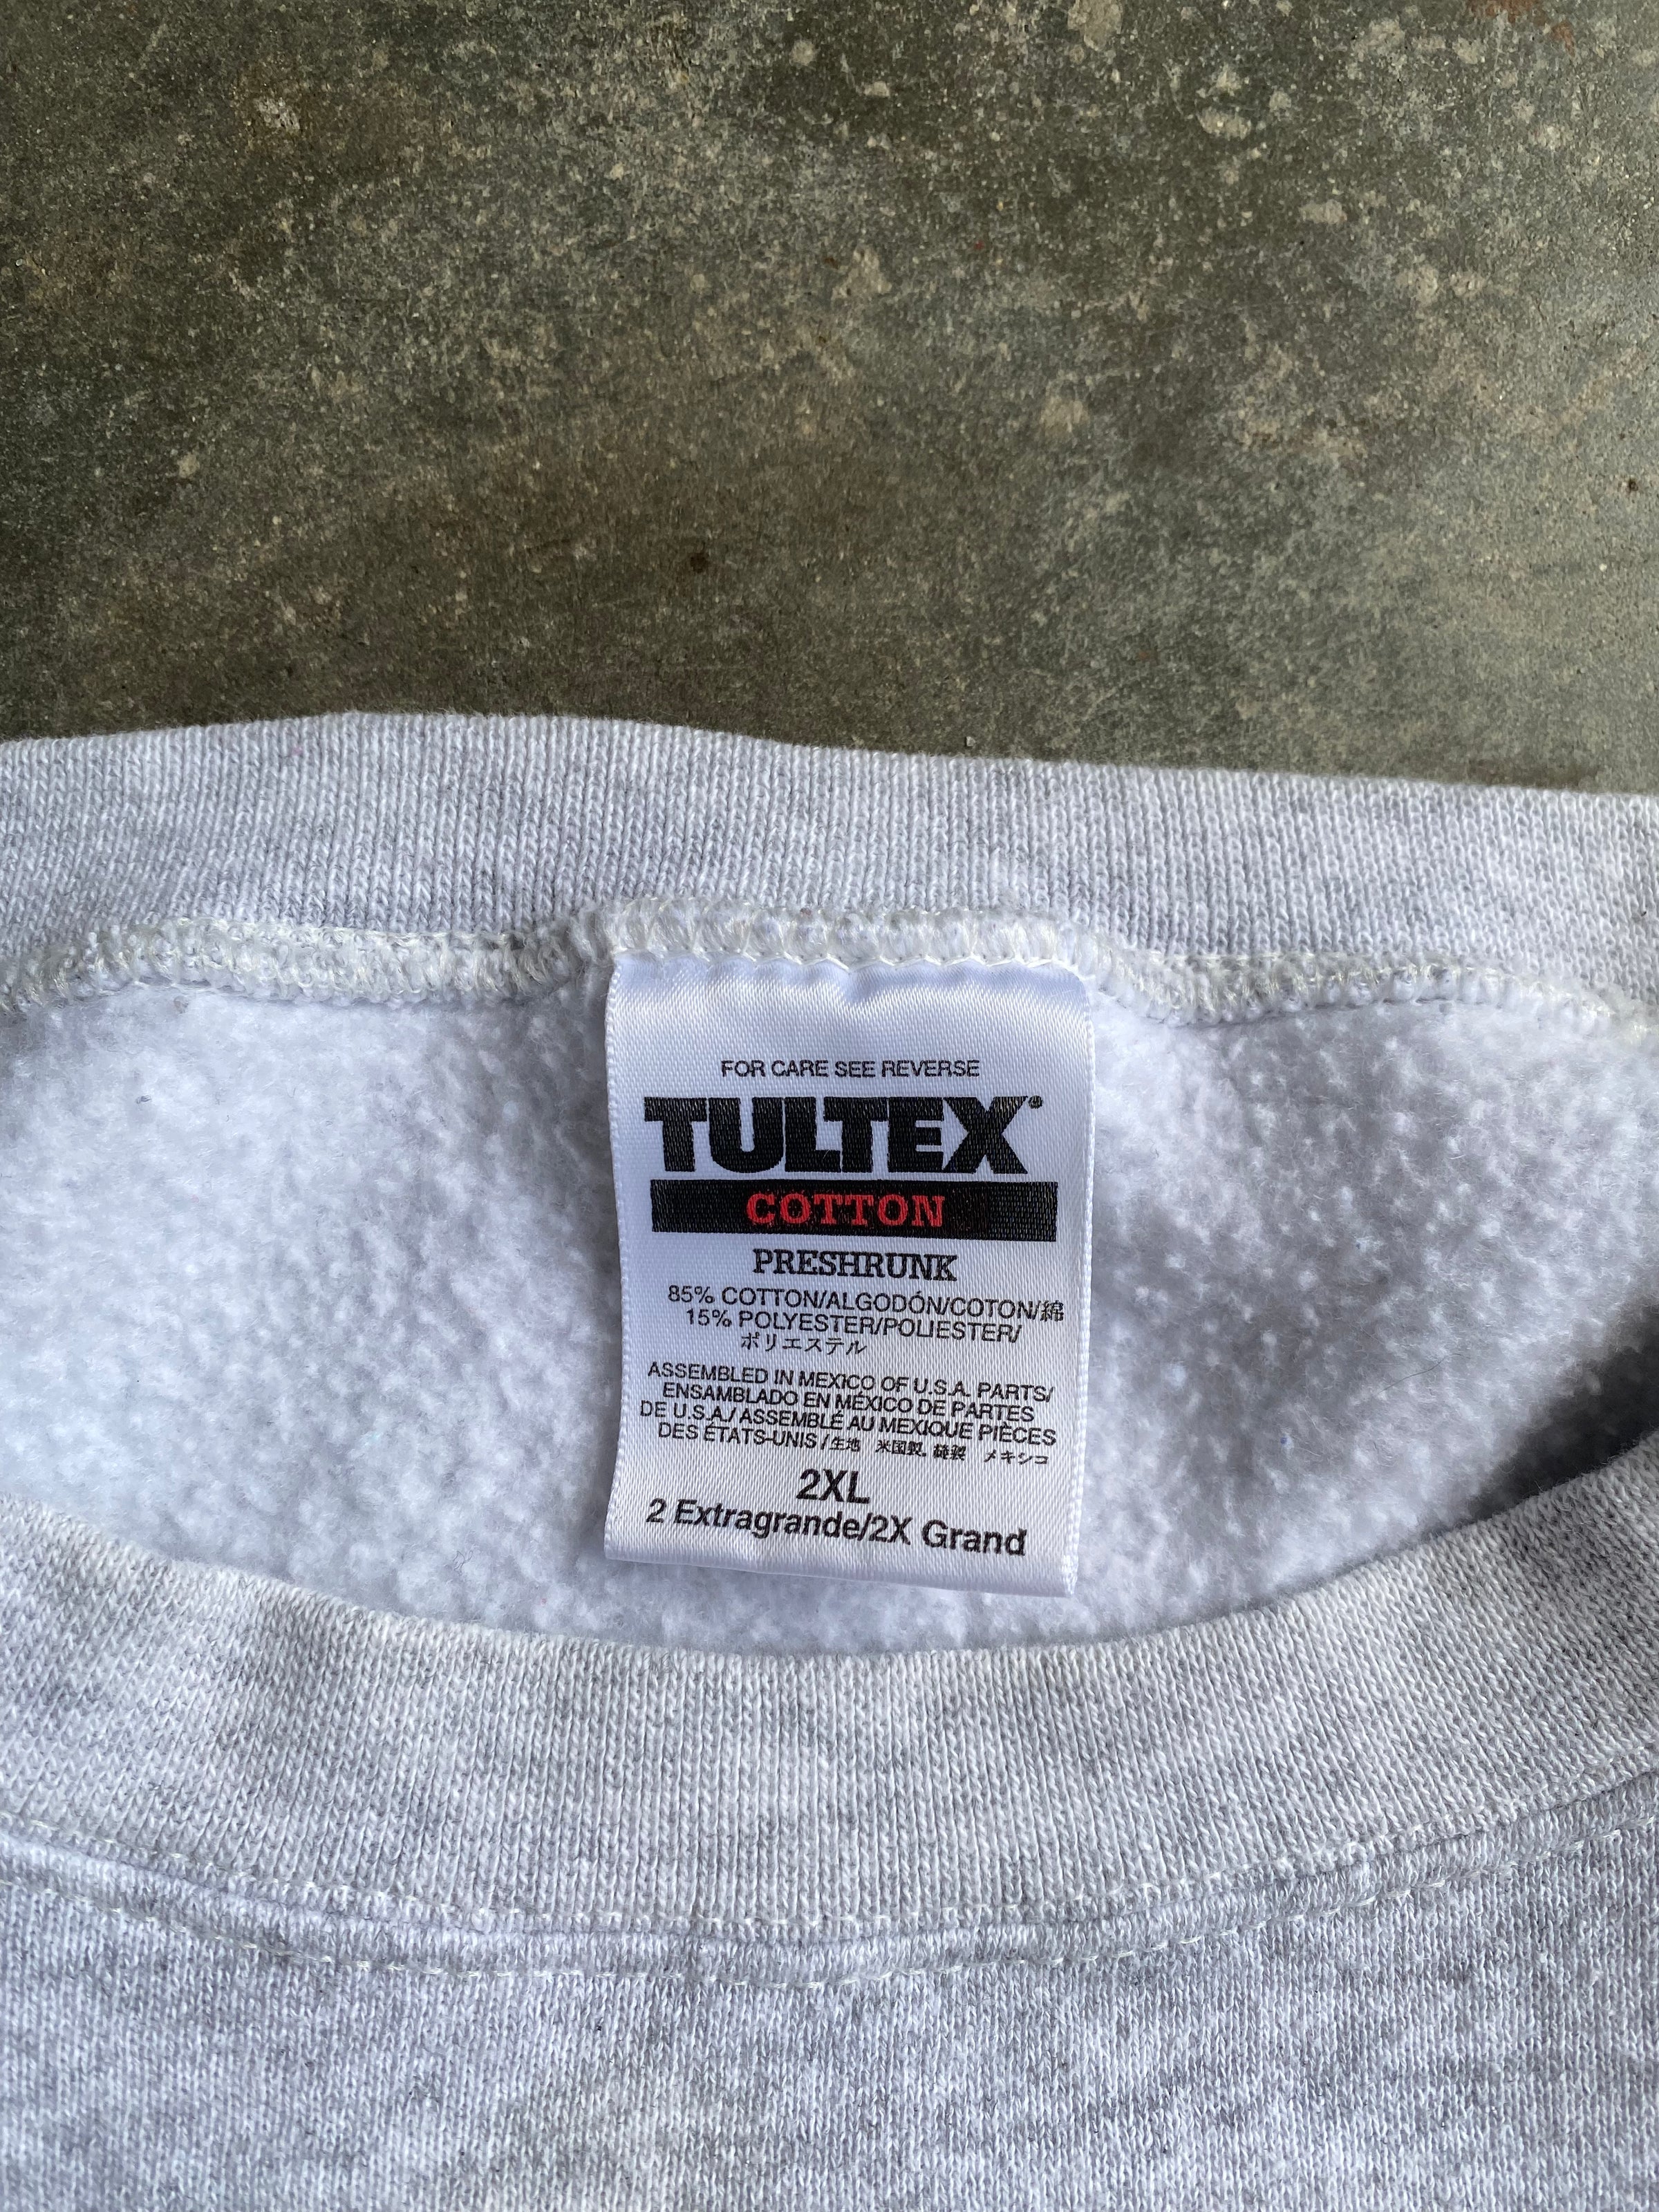 FOR CARE SEE REVERSE
TULTEX®
COTTON
PRESHRUNK
85% COTTON/ALGODÓN/COTON/綿
15% POLYESTER/POLIESTER/
ポリエステル
ASSEMBLED IN MEXICO OF U.S.A. PARTS/
ENSAMBLADO EN MÉXICO DE PARTES
DE U.S.A./ASSEMBLÉ AU MEXIQUE PIÈCES
DES ÉTATS-UNIS/生地 米国製, 縫製 メキシコ
2XL
2 Extragrande/2X Grand